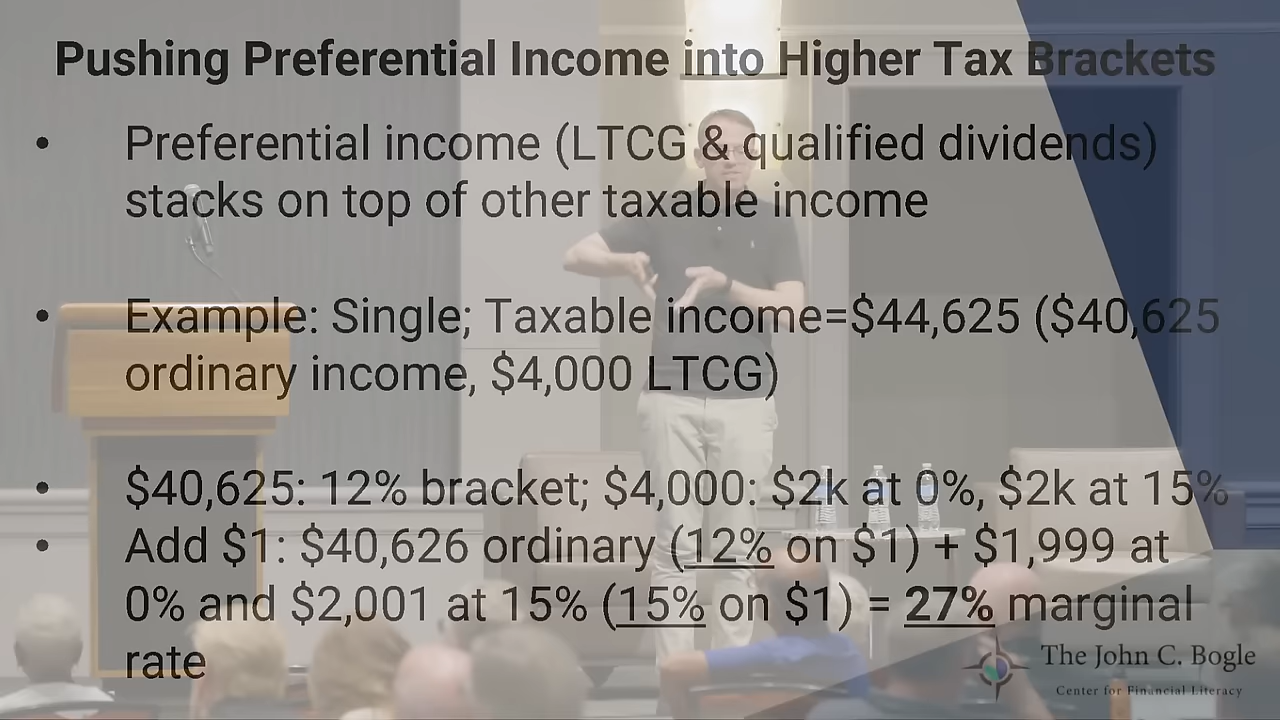 Pushing Preferential Income into Higher Tax Brackets
• Preferential income (LTCG & qualified dividends)
stacks on top of other taxable income
• Example: Single; Taxable income=$44,625 ($40,625
ordinary income, $4,000 LTCG)
• $40,625: 12% bracket; $4,000: $2k at 0%, $2k at 15%
• Add $1: $40,626 ordinary (12% on $1) + $1,999 at
0% and $2,001 at 15% (15% on $1) = 27% marginal
rate
The John C. Bogle
Center for Financial Literacy